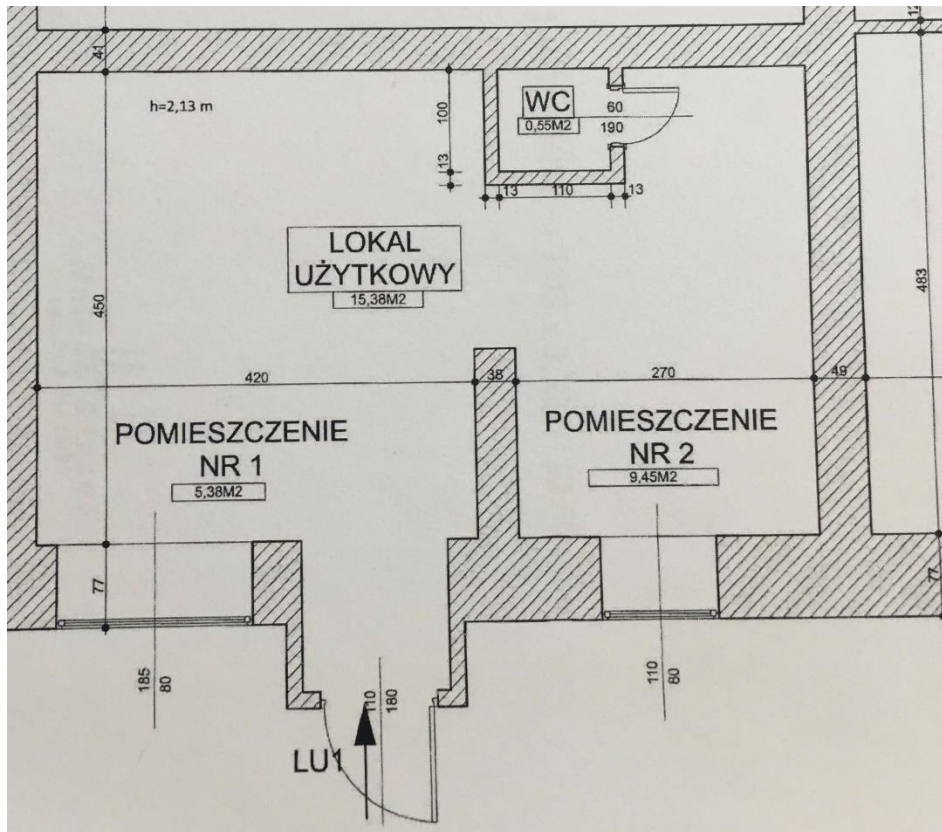 12
41
h=2,13 m
100
WC
0,55M2
60
190
13
13
110
13
LOKAL
UŻYTKOWY
15,38M2
450
483
420
38
270
49
POMIESZCZENIE
NR 1
5,38M2
POMIESZCZENIE
NR 2
9,45M2
77
77
185
80
110
180
110
80
LU1